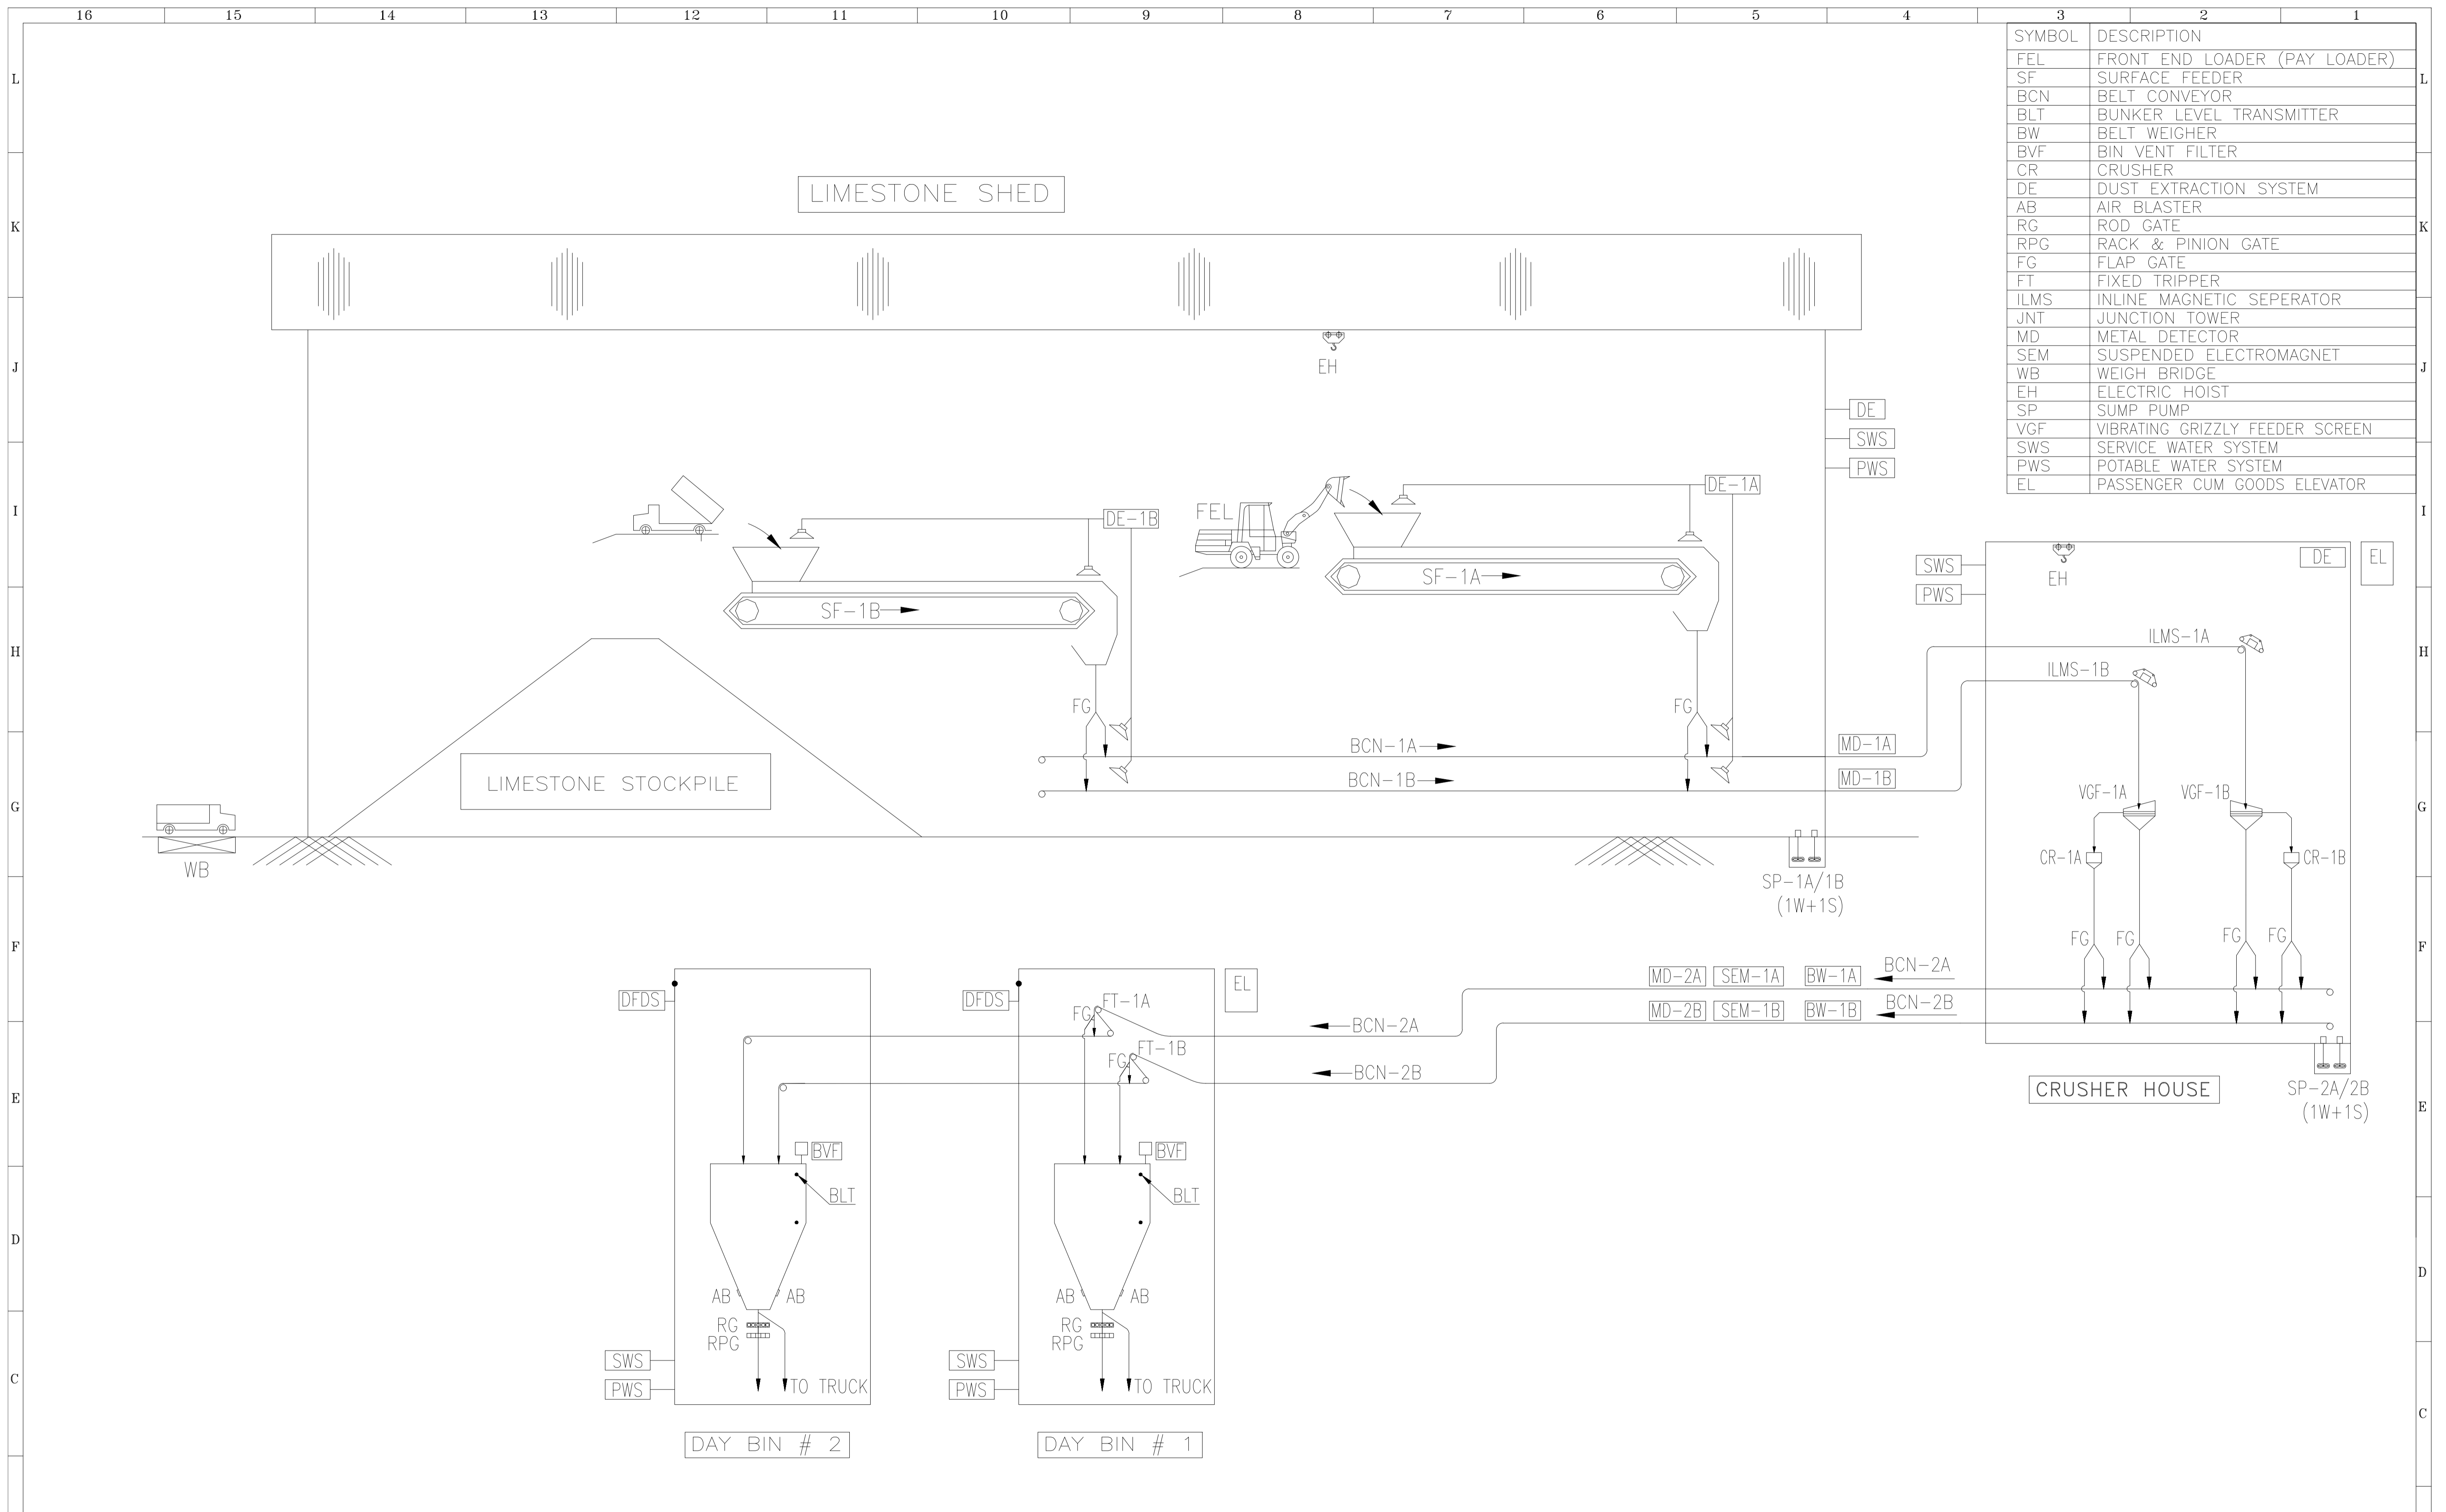 16 15 14 13 12 11 10 9 8 7 6 5 4 3 2 1
SYMBOL DESCRIPTION
FEL FRONT END LOADER (PAY LOADER)
SF SURFACE FEEDER
BCN BELT CONVEYOR
BLT BUNKER LEVEL TRANSMITTER
BW BELT WEIGHER
BVF BIN VENT FILTER
CR CRUSHER
DE DUST EXTRACTION SYSTEM
AB AIR BLASTER
RG ROD GATE
RPG RACK & PINION GATE
FG FLAP GATE
FT FIXED TRIPPER
ILMS INLINE MAGNETIC SEPERATOR
JNT JUNCTION TOWER
MD METAL DETECTOR
SEM SUSPENDED ELECTROMAGNET
WB WEIGH BRIDGE
EH ELECTRIC HOIST
SP SUMP PUMP
VGF VIBRATING GRIZZLY FEEDER SCREEN
SWS SERVICE WATER SYSTEM
PWS POTABLE WATER SYSTEM
EL PASSENGER CUM GOODS ELEVATOR
L
L
K
K
J
J
I
I
H
H
G
G
F
F
E
E
D
D
C
C
LIMESTONE SHED
EH
DE
SWS
PWS
DE-1B
FEL
DE-1A
SF-1B
SF-1A
FG
FG
BCN-1A
BCN-1B
MD-1A
MD-1B
LIMESTONE STOCKPILE
WB
SP-1A/1B
(1W+1S)
SWS
PWS
EH
DE
EL
ILMS-1A
ILMS-1B
VGF-1A
VGF-1B
CR-1A
CR-1B
FG
FG
FG
FG
BCN-2A
BCN-2B
MD-2A
SEM-1A
BW-1A
MD-2B
SEM-1B
BW-1B
CRUSHER HOUSE
SP-2A/2B
(1W+1S)
BCN-2A
BCN-2B
EL
DFDS
DFDS
FT-1A
FG
FT-1B
FG
BVF
BLT
AB
AB
RG
RPG
SWS
PWS
TO TRUCK
DAY BIN # 2
BVF
BLT
AB
AB
RG
RPG
SWS
PWS
TO TRUCK
DAY BIN # 1